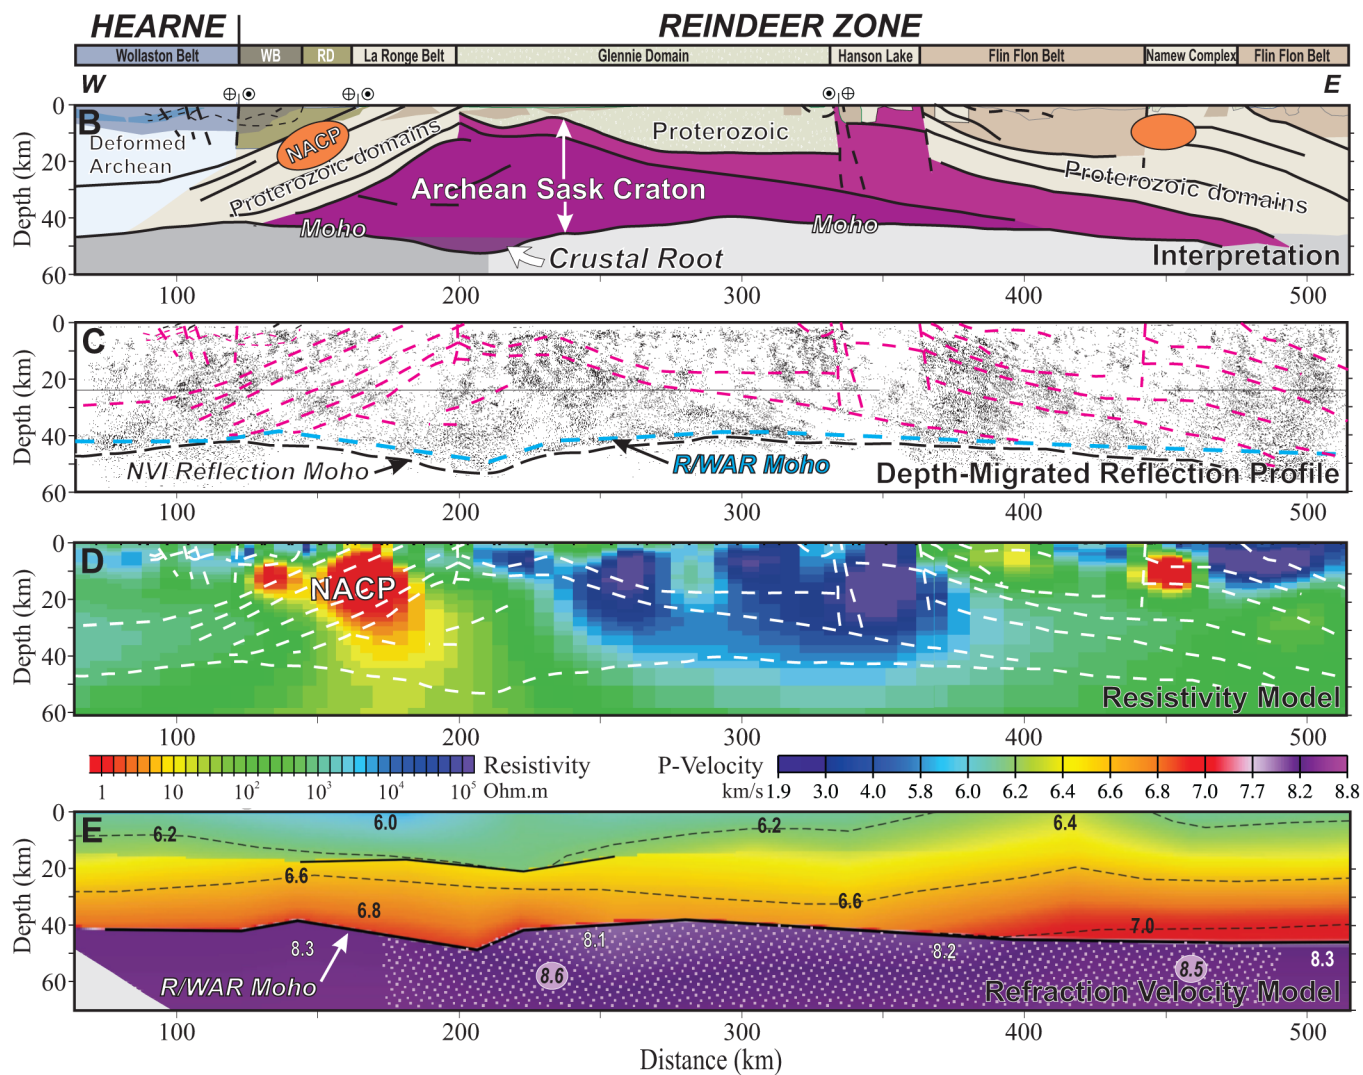 HEARNE REINDEER ZONE
Wollaston Belt WB RD La Ronge Belt Glennie Domain Hanson Lake Flin Flon Belt Namew Complex Flin Flon Belt
W E
B
0
20
40
60
Depth (km)
Deformed
Archean
NACP
Proterozoic domains
Proterozoic
Archean Sask Craton
Proterozoic domains
Moho
Moho
Crustal Root
Interpretation
100 200 300 400 500
C
0
20
40
60
Depth (km)
NVI Reflection Moho
R/WAR Moho
Depth-Migrated Reflection Profile
100 200 300 400 500
D
0
20
40
60
Depth (km)
NACP
Resistivity Model
100 200 300 400 500
Resistivity
1 10 10² 10³ 10⁴ 10⁵ Ohm.m
P-Velocity
km/s 1.9 3.0 4.0 5.8 6.0 6.2 6.4 6.6 6.8 7.0 7.7 8.2 8.8
E
0
20
40
60
Depth (km)
6.2 6.0 6.2 6.4
6.6 6.6
6.8 7.0
8.3 8.1 8.2 8.3
8.6 8.5
R/WAR Moho
Refraction Velocity Model
100 200 300 400 500
Distance (km)